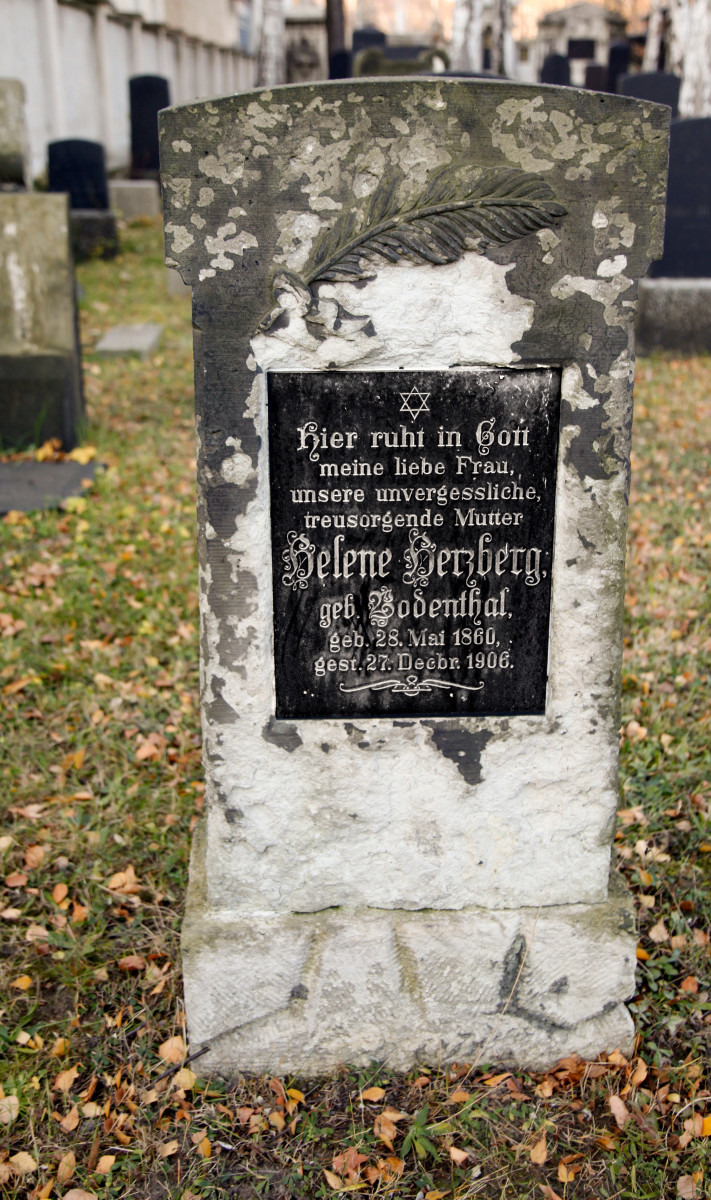 Hier ruht in Gott
meine liebe Frau,
unsere unvergessliche,
treusorgende Mutter
Helene Herzberg,
geb. Bodenthal,
geb. 28. Mai 1860,
gest. 27. Decbr. 1906.